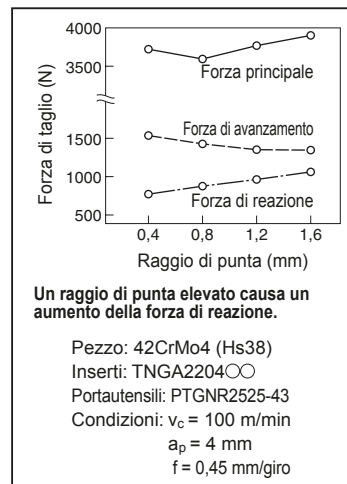 Forza di taglio (N)
4000
3500
1500
1000
500
Forza principale
Forza di avanzamento
Forza di reazione
0,4 0,8 1,2 1,6
Raggio di punta (mm)
Un raggio di punta elevato causa un
aumento della forza di reazione.
Pezzo: 42CrMo4 (Hs38)
Inserti: TNGA2204○○
Portautensili: PTGNR2525-43
Condizioni: vc = 100 m/min
ap = 4 mm
f = 0,45 mm/giro